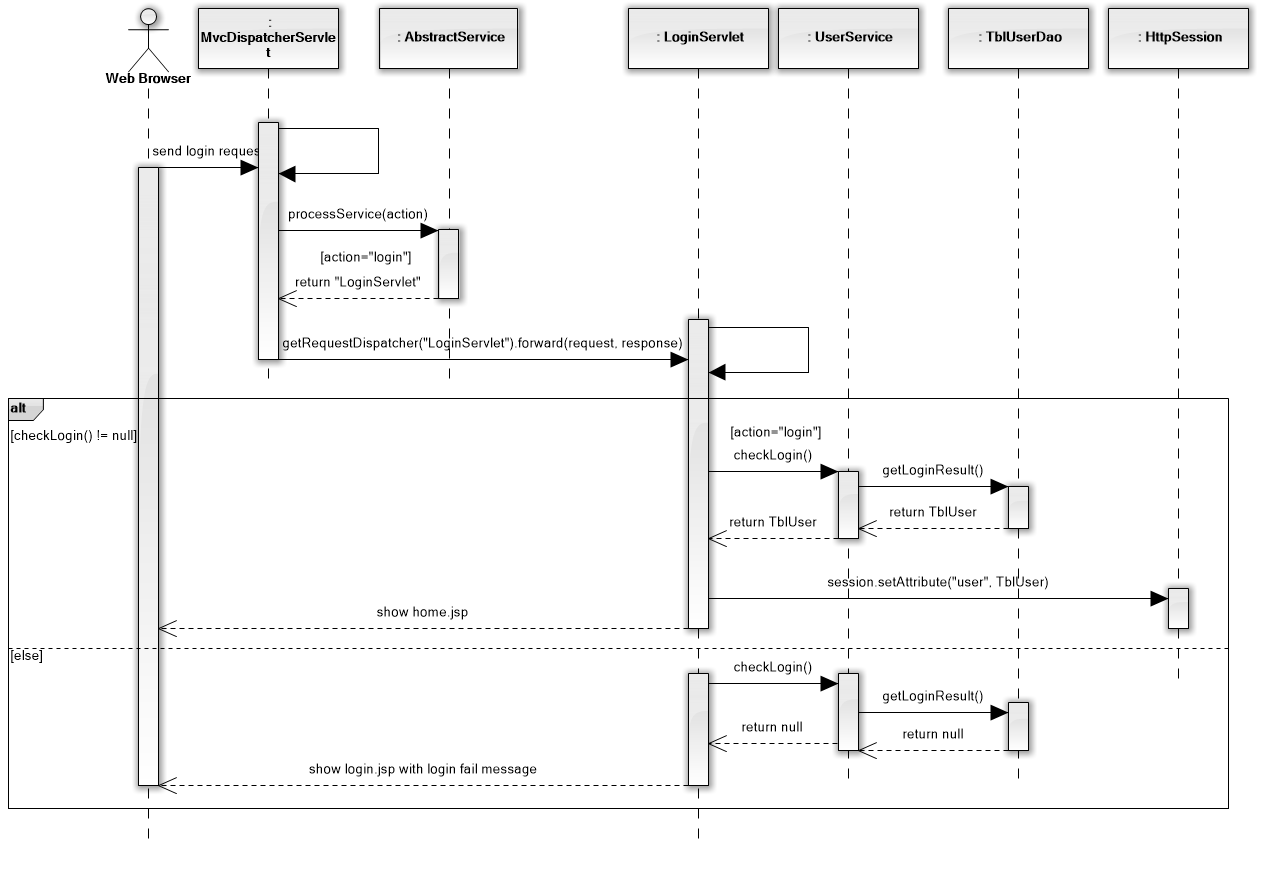 :
MvcDispatcherServle
t
: AbstractService
: LoginServlet
: UserService
: TblUserDao
: HttpSession
Web Browser
send login reques
processService(action)
[action="login"]
return "LoginServlet"
getRequestDispatcher("LoginServlet").forward(request, response)
alt
[checkLogin() != null]
[action="login"]
checkLogin()
getLoginResult()
return TblUser
return TblUser
session.setAttribute("user", TblUser)
show home.jsp
[else]
checkLogin()
getLoginResult()
return null
return null
show login.jsp with login fail message